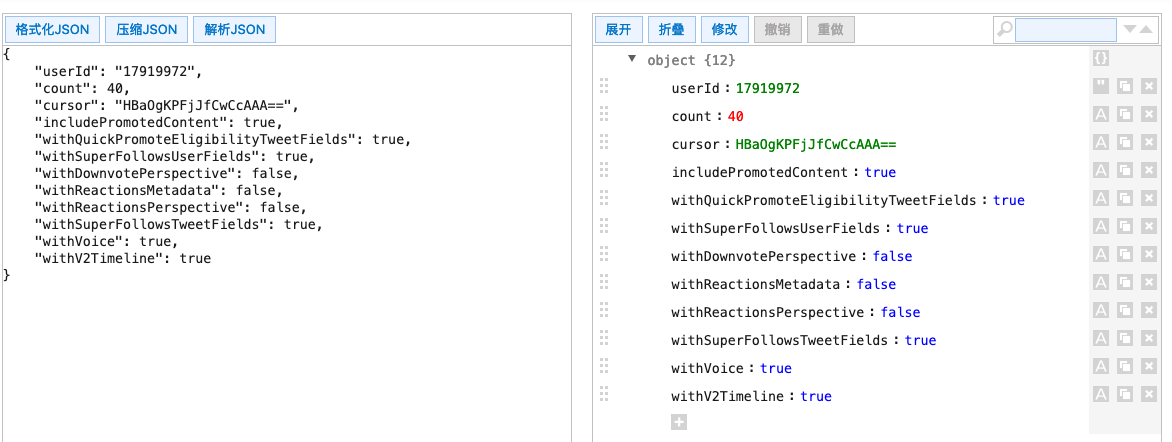 格式化JSON 压缩JSON 解析JSON
{
    "userId": "17919972",
    "count": 40,
    "cursor": "HBaOgKPFjJfCwCcAAA==",
    "includePromotedContent": true,
    "withQuickPromoteEligibilityTweetFields": true,
    "withSuperFollowsUserFields": true,
    "withDownvotePerspective": false,
    "withReactionsMetadata": false,
    "withReactionsPerspective": false,
    "withSuperFollowsTweetFields": true,
    "withVoice": true,
    "withV2Timeline": true
}
展开 折叠 修改 撤销 重做
▼ object {12} {}
userId : 17919972 "
count : 40 A
cursor : HBaOgKPFjJfCwCcAAA== A
includePromotedContent : true A
withQuickPromoteEligibilityTweetFields : true A
withSuperFollowsUserFields : true A
withDownvotePerspective : false A
withReactionsMetadata : false A
withReactionsPerspective : false A
withSuperFollowsTweetFields : true A
withVoice : true A
withV2Timeline : true A